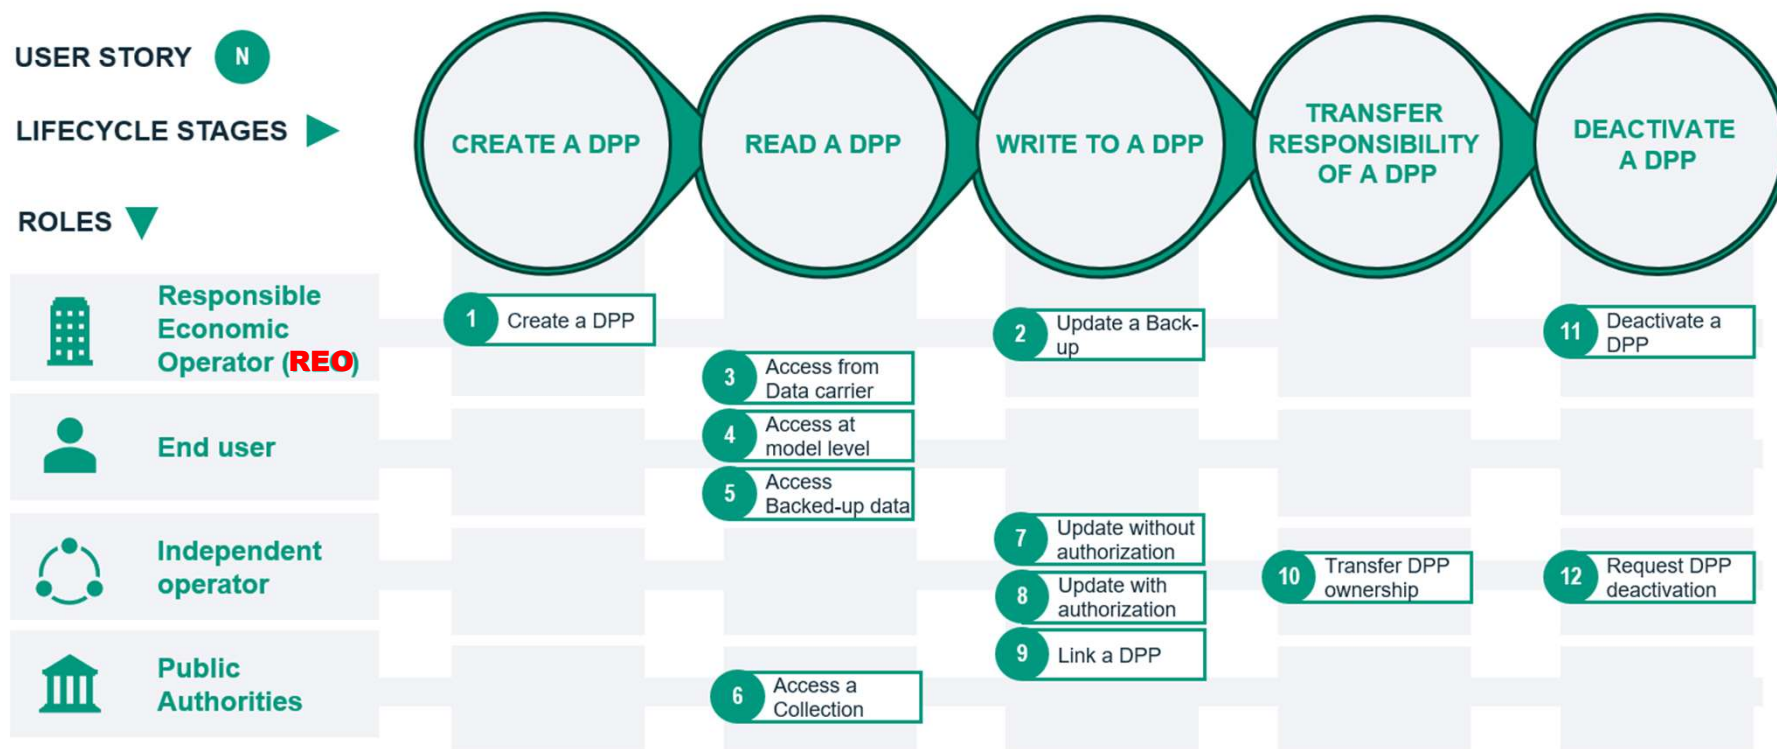 USER STORY N
LIFECYCLE STAGES
ROLES
CREATE A DPP
READ A DPP
WRITE TO A DPP
TRANSFER
RESPONSIBILITY
OF A DPP
DEACTIVATE
A DPP
Responsible
Economic
Operator (REO)
1 Create a DPP
2 Update a Back-
up
11 Deactivate a
DPP
3 Access from
Data carrier
End user
4 Access at
model level
5 Access
Backed-up data
Independent
operator
7 Update without
authorization
8 Update with
authorization
9 Link a DPP
10 Transfer DPP
ownership
12 Request DPP
deactivation
Public
Authorities
6 Access a
Collection